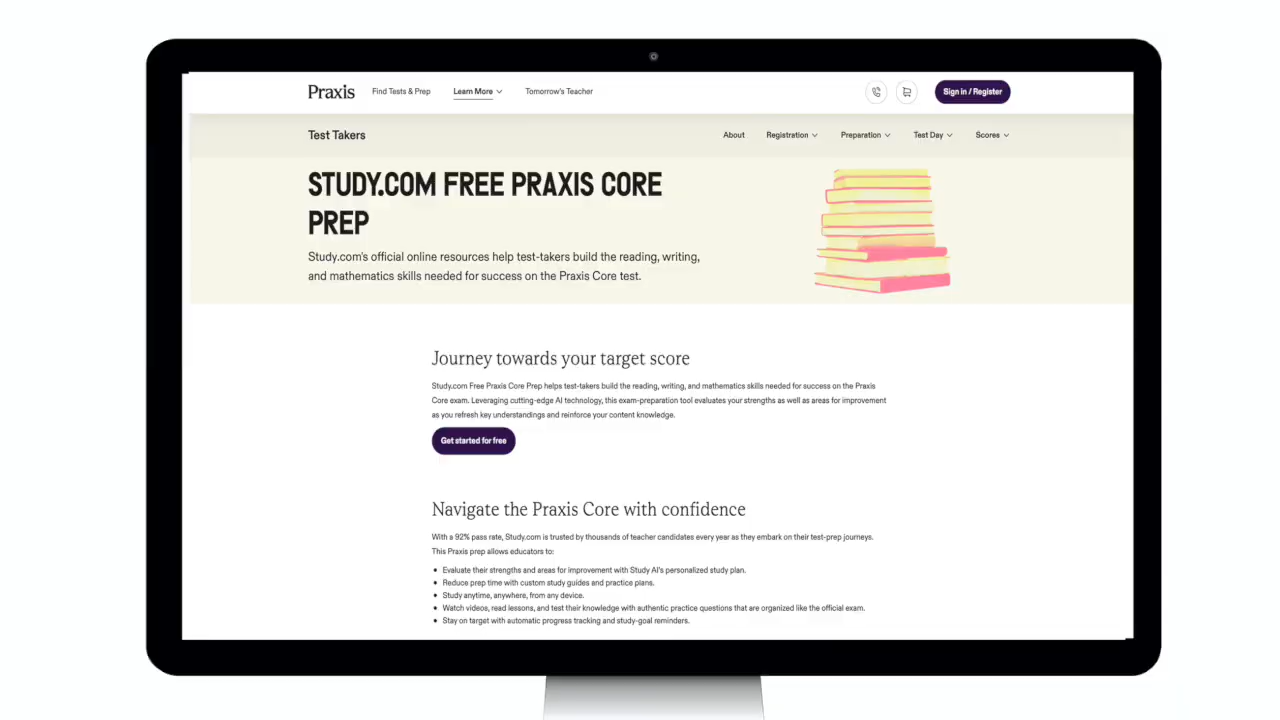 Praxis Find Tests & Prep Learn More Tomorrow's Teacher Sign in / Register
Test Takers About Registration Preparation Test Day Scores
STUDY.COM FREE PRAXIS CORE
PREP
Study.com's official online resources help test-takers build the reading, writing,
and mathematics skills needed for success on the Praxis Core test.
Journey towards your target score
Study.com Free Praxis Core Prep helps test-takers build the reading, writing, and mathematics skills needed for success on the Praxis
Core exam. Leveraging cutting-edge AI technology, this exam-preparation tool evaluates your strengths as well as areas for improvement
as you refresh key understandings and reinforce your content knowledge.
Get started for free
Navigate the Praxis Core with confidence
With a 92% pass rate, Study.com is trusted by thousands of teacher candidates every year as they embark on their test-prep journeys.
This Praxis prep allows educators to:
• Evaluate their strengths and areas for improvement with Study AI's personalized study plan.
• Reduce prep time with custom study guides and practice plans.
• Study anytime, anywhere, from any device.
• Watch videos, read lessons, and test their knowledge with authentic practice questions that are organized like the official exam.
• Stay on target with automatic progress tracking and study-goal reminders.